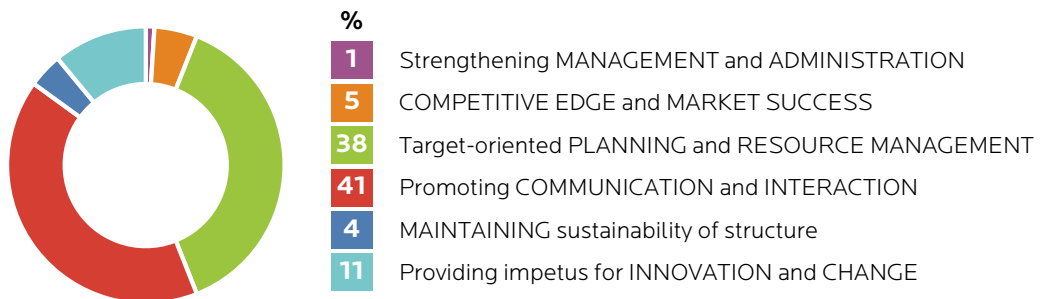 %
1 Strengthening MANAGEMENT and ADMINISTRATION
5 COMPETITIVE EDGE and MARKET SUCCESS
38 Target-oriented PLANNING and RESOURCE MANAGEMENT
41 Promoting COMMUNICATION and INTERACTION
4 MAINTAINING sustainability of structure
11 Providing impetus for INNOVATION and CHANGE